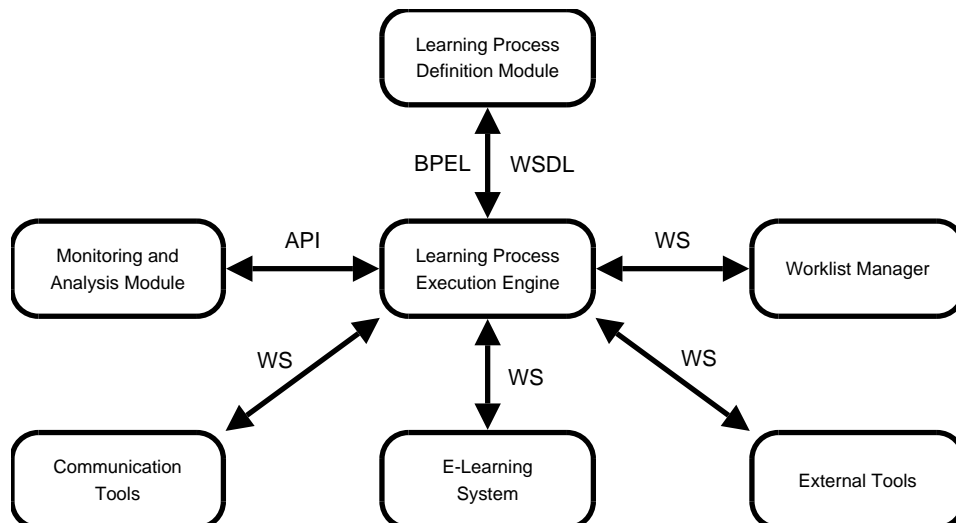 Learning Process
Definition Module
BPEL WSDL
Monitoring and
Analysis Module
API
Learning Process
Execution Engine
WS
Worklist Manager
WS
WS
WS
Communication
Tools
E-Learning
System
External Tools